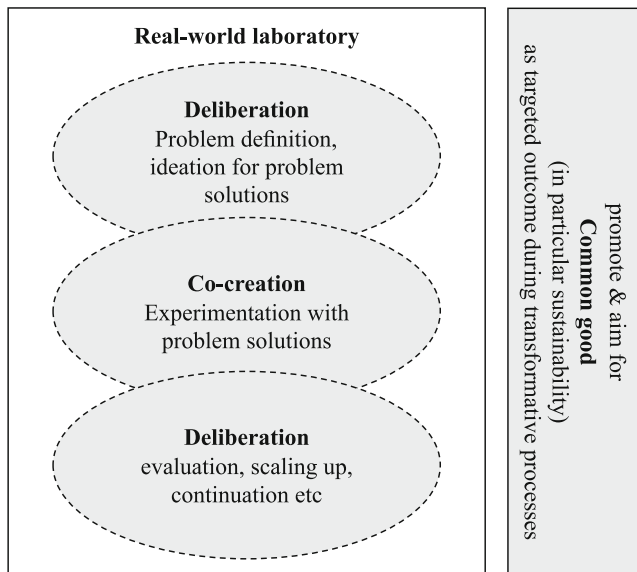 Real-world laboratory
Deliberation
Problem definition,
ideation for problem
solutions
Co-creation
Experimentation with
problem solutions
Deliberation
evaluation, scaling up,
continuation etc
promote & aim for
Common good
(in particular sustainability)
as targeted outcome during transformative processes